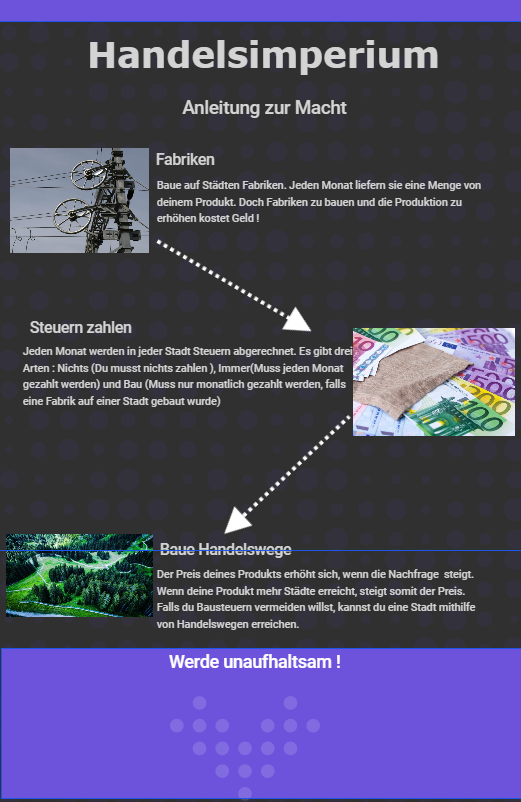 Handelsimperium
Anleitung zur Macht
Fabriken
Baue auf Städten Fabriken. Jeden Monat liefern sie eine Menge von
deinem Produkt. Doch Fabriken zu bauen und die Produktion zu
erhöhen kostet Geld !
Steuern zahlen
Jeden Monat werden in jeder Stadt Steuern abgerechnet. Es gibt drei
Arten : Nichts (Du musst nichts zahlen ), Immer(Muss jeden Monat
gezahlt werden) und Bau (Muss nur monatlich gezahlt werden, falls
eine Fabrik auf einer Stadt gebaut wurde)
Baue Handelswege
Der Preis deines Produkts erhöht sich, wenn die Nachfrage steigt.
Wenn deine Produkt mehr Städte erreicht, steigt somit der Preis.
Falls du Bausteuern vermeiden willst, kannst du eine Stadt mithilfe
von Handelswegen erreichen.
Werde unaufhaltsam !